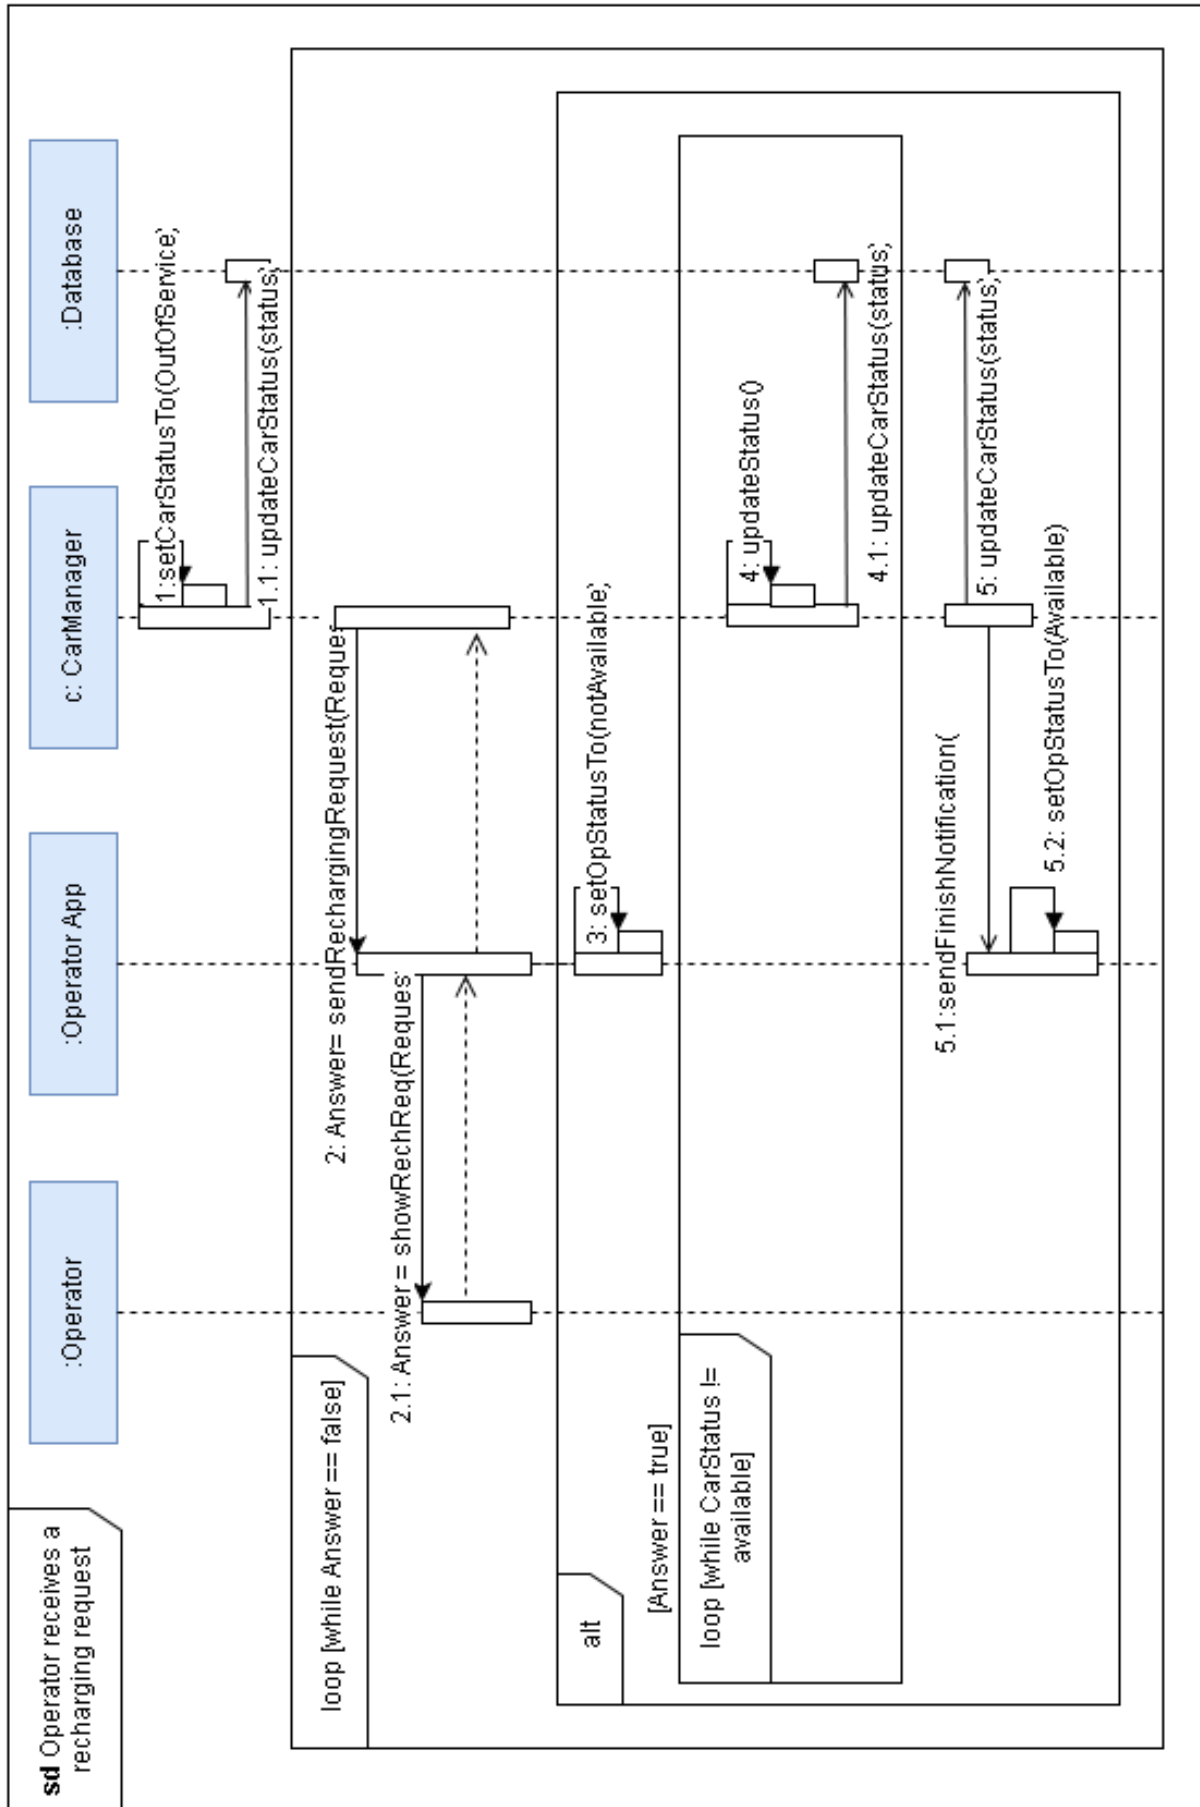 sd Operator receives a
recharging request
:Operator
:Operator App
c: CarManager
:Database
1:setCarStatusTo(OutOfService)
1.1: updateCarStatus(status)
loop [while Answer == false]
2: Answer= sendRechargingRequest(Reques
2.1: Answer = showRechReq(Request
alt
3: setOpStatusTo(notAvailable)
[Answer == true]
loop [while CarStatus !=
available]
4: updateStatus()
4.1: updateCarStatus(status)
5: updateCarStatus(status)
5.1:sendFinishNotification(
5.2: setOpStatusTo(Available)